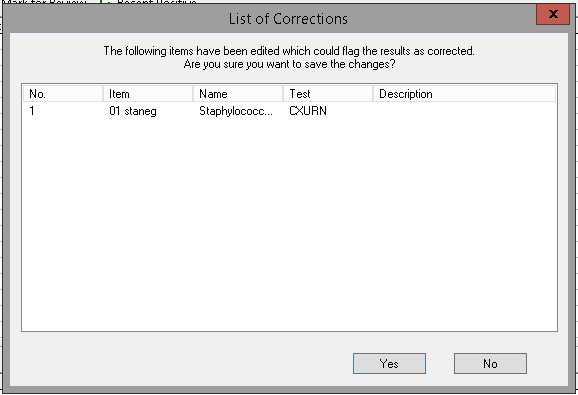 Mark for Review Recent Positive
List of Corrections
x
The following items have been edited which could flag the results as corrected.
Are you sure you want to save the changes?
No. Item Name Test Description
1 01 staneg Staphylococc... CXURN
Yes No